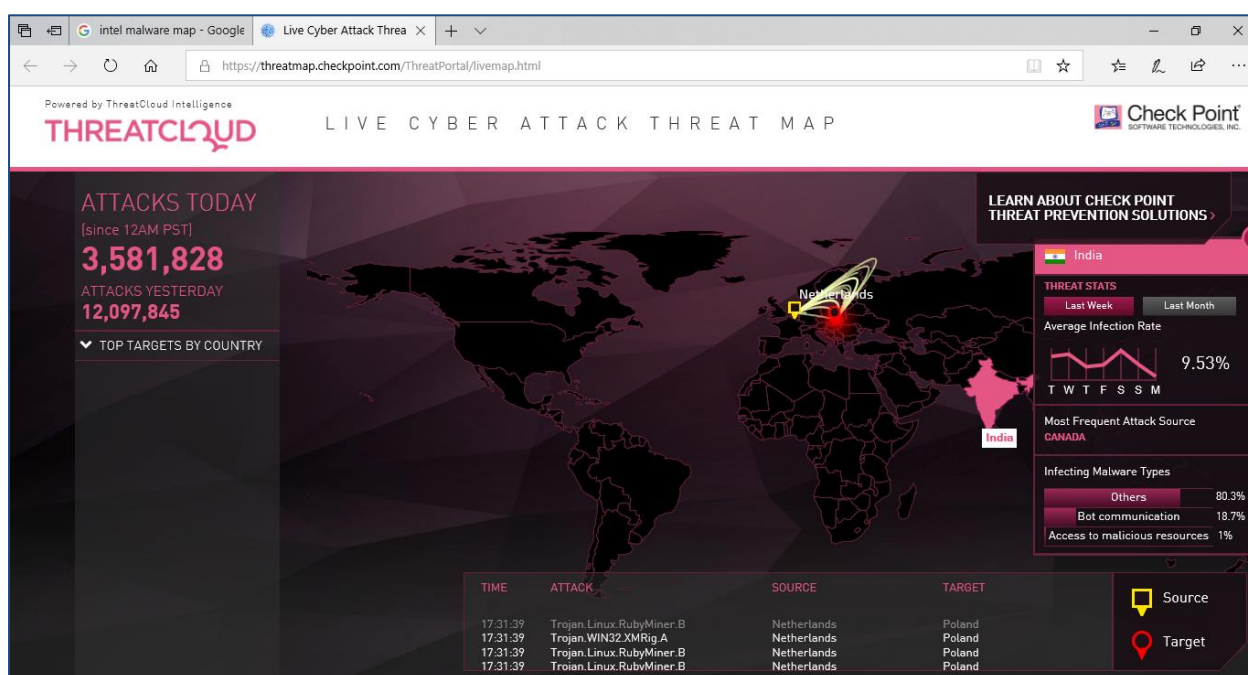 intel malware map - Google
Live Cyber Attack Threa
https://threatmap.checkpoint.com/ThreatPortal/livemap.html
Powered by ThreatCloud Intelligence
THREATCLOUD
LIVE CYBER ATTACK THREAT MAP
Check Point
SOFTWARE TECHNOLOGIES, INC.
ATTACKS TODAY
(since 12AM PST)
3,581,828
ATTACKS YESTERDAY
12,097,845
TOP TARGETS BY COUNTRY
Netherlands
India
LEARN ABOUT CHECK POINT
THREAT PREVENTION SOLUTIONS >
India
THREAT STATS
Last Week Last Month
Average Infection Rate
9.53%
T W T F S S M
Most Frequent Attack Source
CANADA
Infecting Malware Types
Others 80.3%
Bot communication 18.7%
Access to malicious resources 1%
TIME ATTACK SOURCE TARGET
17:31:39 Trojan.Linux.RubyMiner.B Netherlands Poland
17:31:39 Trojan.WIN32.XMRig.A Netherlands Poland
17:31:39 Trojan.Linux.RubyMiner.B Netherlands Poland
17:31:39 Trojan.Linux.RubyMiner.B Netherlands Poland
Source
Target